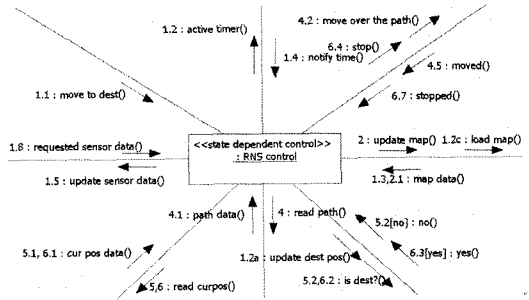 4.2 : move over the path()
1.2 : active timer()
6.4 : stop()
1.4 : notify time()
4.5 : moved()
1.1 : move to dest()
6.7 : stopped()
1.8 : requested sensor data()
<<state dependent control>>
: RNS control
2 : update map()
1.2c : load map()
1.5 : update sensor data()
1.3,2.1 : map data()
4.1 : path data()
4 : read path()
5.2[no] : no()
5.1, 6.1 : cur pos data()
1.2a : update dest pos()
6.3[yes] : yes()
5,6 : read curpos()
5.2,6.2 : is dest?()